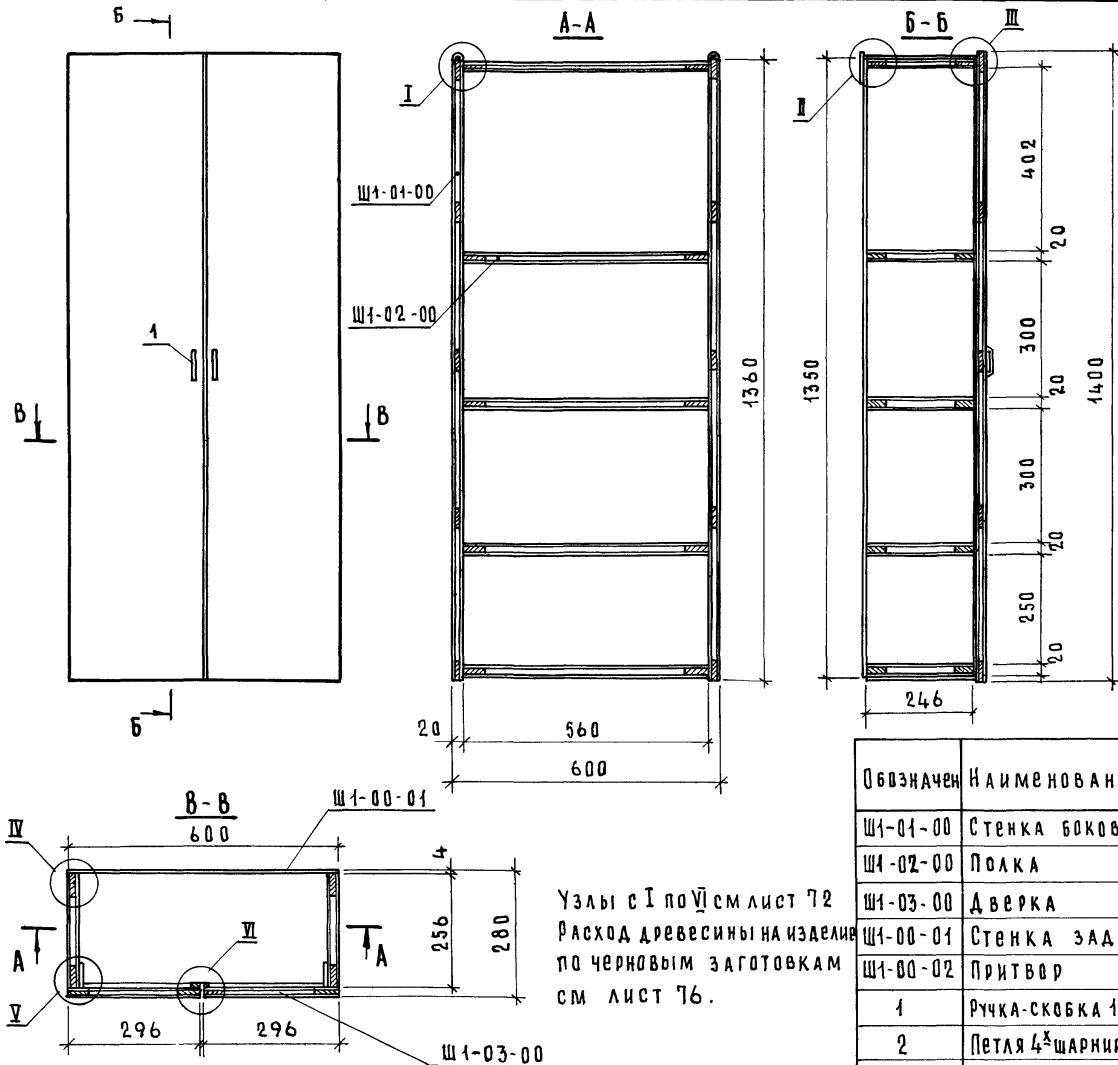 Б
А-А
Б-Б
III
I
II
Ш1-01-00
Ш1-02-00
1
В
В
Б
402
20
300
20
300
20
250
20
1360
1350
1400
246
20
560
600
В-В
600
Ш1-00-01
IV
4
256
280
VI
А
А
V
296
296
Ш1-03-00
Узлы с I по VI см лист 72
Расход древесины на изделие
по черновым заготовкам
см лист 76.
Обозначен Наименован
Ш1-01-00 Стенка боков
Ш1-02-00 Полка
Ш1-03-00 Дверка
Ш1-00-01 Стенка зад
Ш1-00-02 Притвор
1 Ручка-скобка 1
2 Петля 4х шарнир